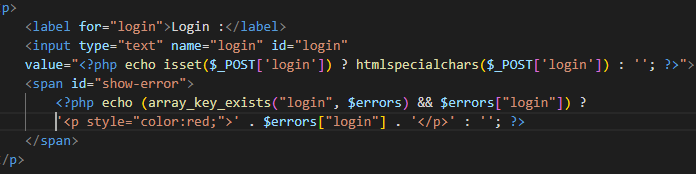 p>
<label for="login">Login :</label>
<input type="text" name="login" id="login"
value="<?php echo isset($_POST['login']) ? htmlspecialchars($_POST['login']) : ''; ?>">
<span id="show-error">
<?php echo (array_key_exists("login", $errors) && $errors["login"]) ?
'<p style="color:red;">' . $errors["login"] . '</p>' : ''; ?>
</span>
/p>